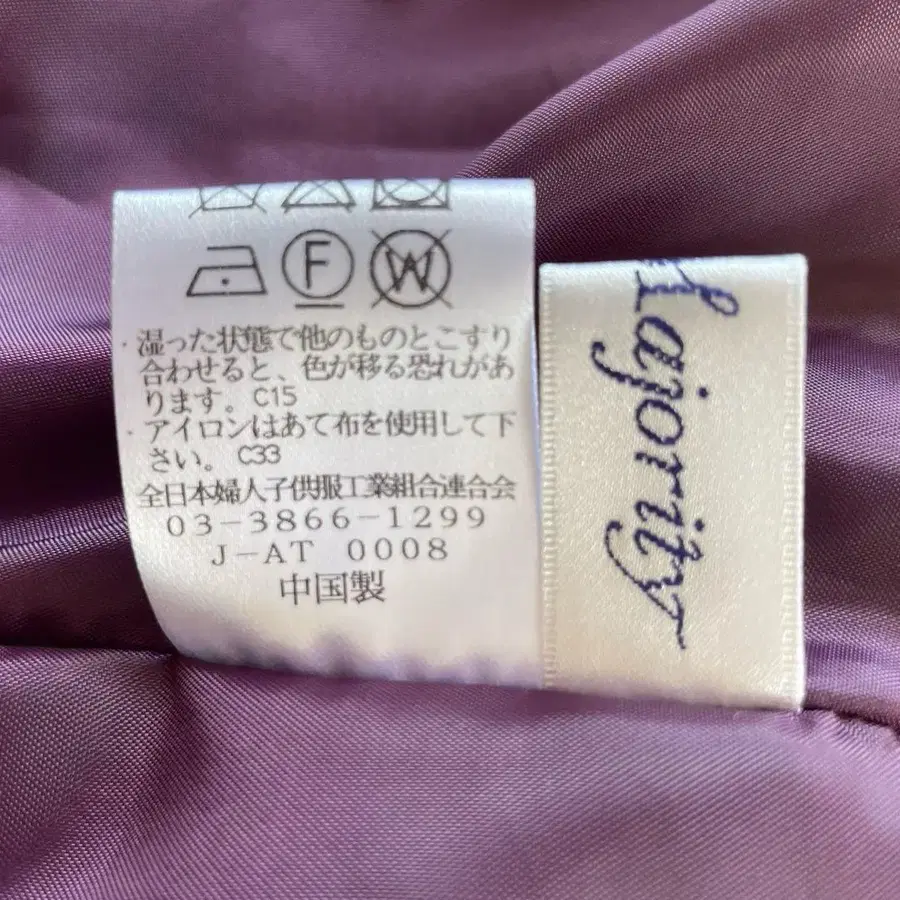 F
W
・湿った状態で他のものとこすり
合わせると、色が移る恐れがあ
ります。C15
・アイロンはあて布を使用して下
さい。C33
全日本婦人子供服工業組合連合会
03-3866-1299
J-AT 0008
中国製
Majority